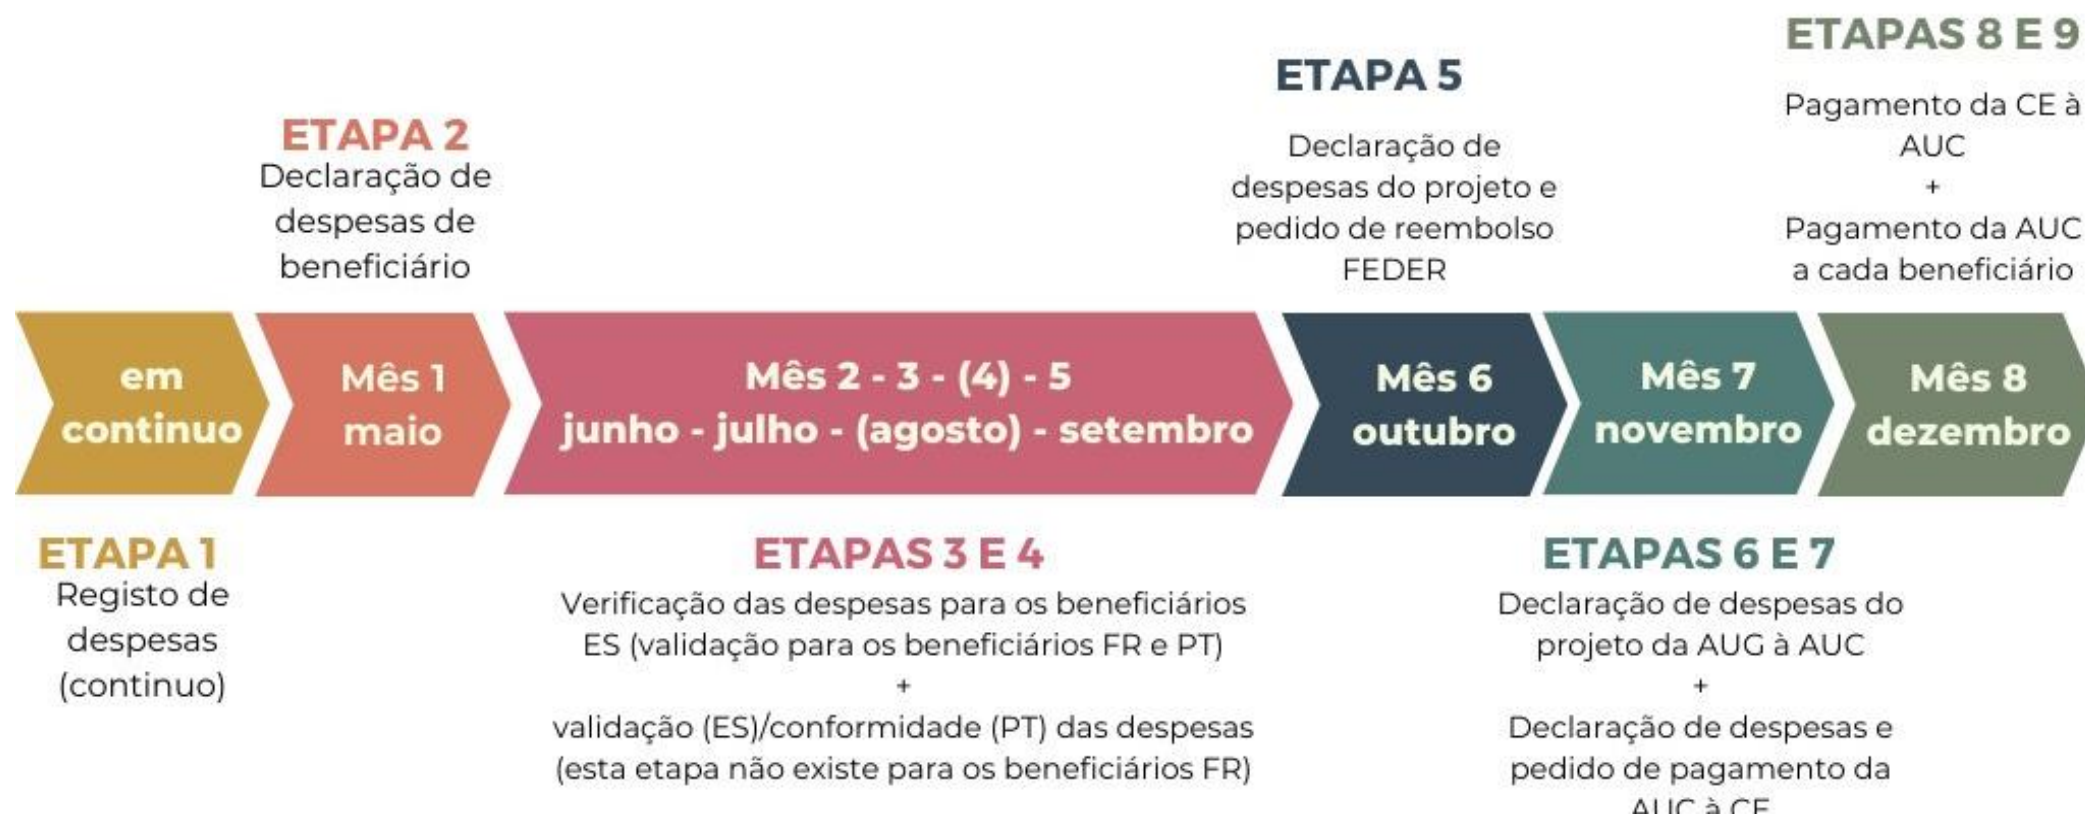 ETAPA 1
Registo de
despesas
(continuo)
em
continuo
ETAPA 2
Declaração de
despesas de
beneficiário
Mês 1
maio
Mês 2 - 3 - (4) - 5
junho - julho - (agosto) - setembro
ETAPAS 3 E 4
Verificação das despesas para os beneficiários
ES (validação para os beneficiários FR e PT)
+
validação (ES)/conformidade (PT) das despesas
(esta etapa não existe para os beneficiários FR)
ETAPA 5
Declaração de
despesas do projeto e
pedido de reembolso
FEDER
Mês 6
outubro
Mês 7
novembro
ETAPAS 6 E 7
Declaração de despesas do
projeto da AUG à AUC
+
Declaração de despesas e
pedido de pagamento da
AUC à CE
ETAPAS 8 E 9
Pagamento da CE à
AUC
+
Pagamento da AUC
a cada beneficiário
Mês 8
dezembro